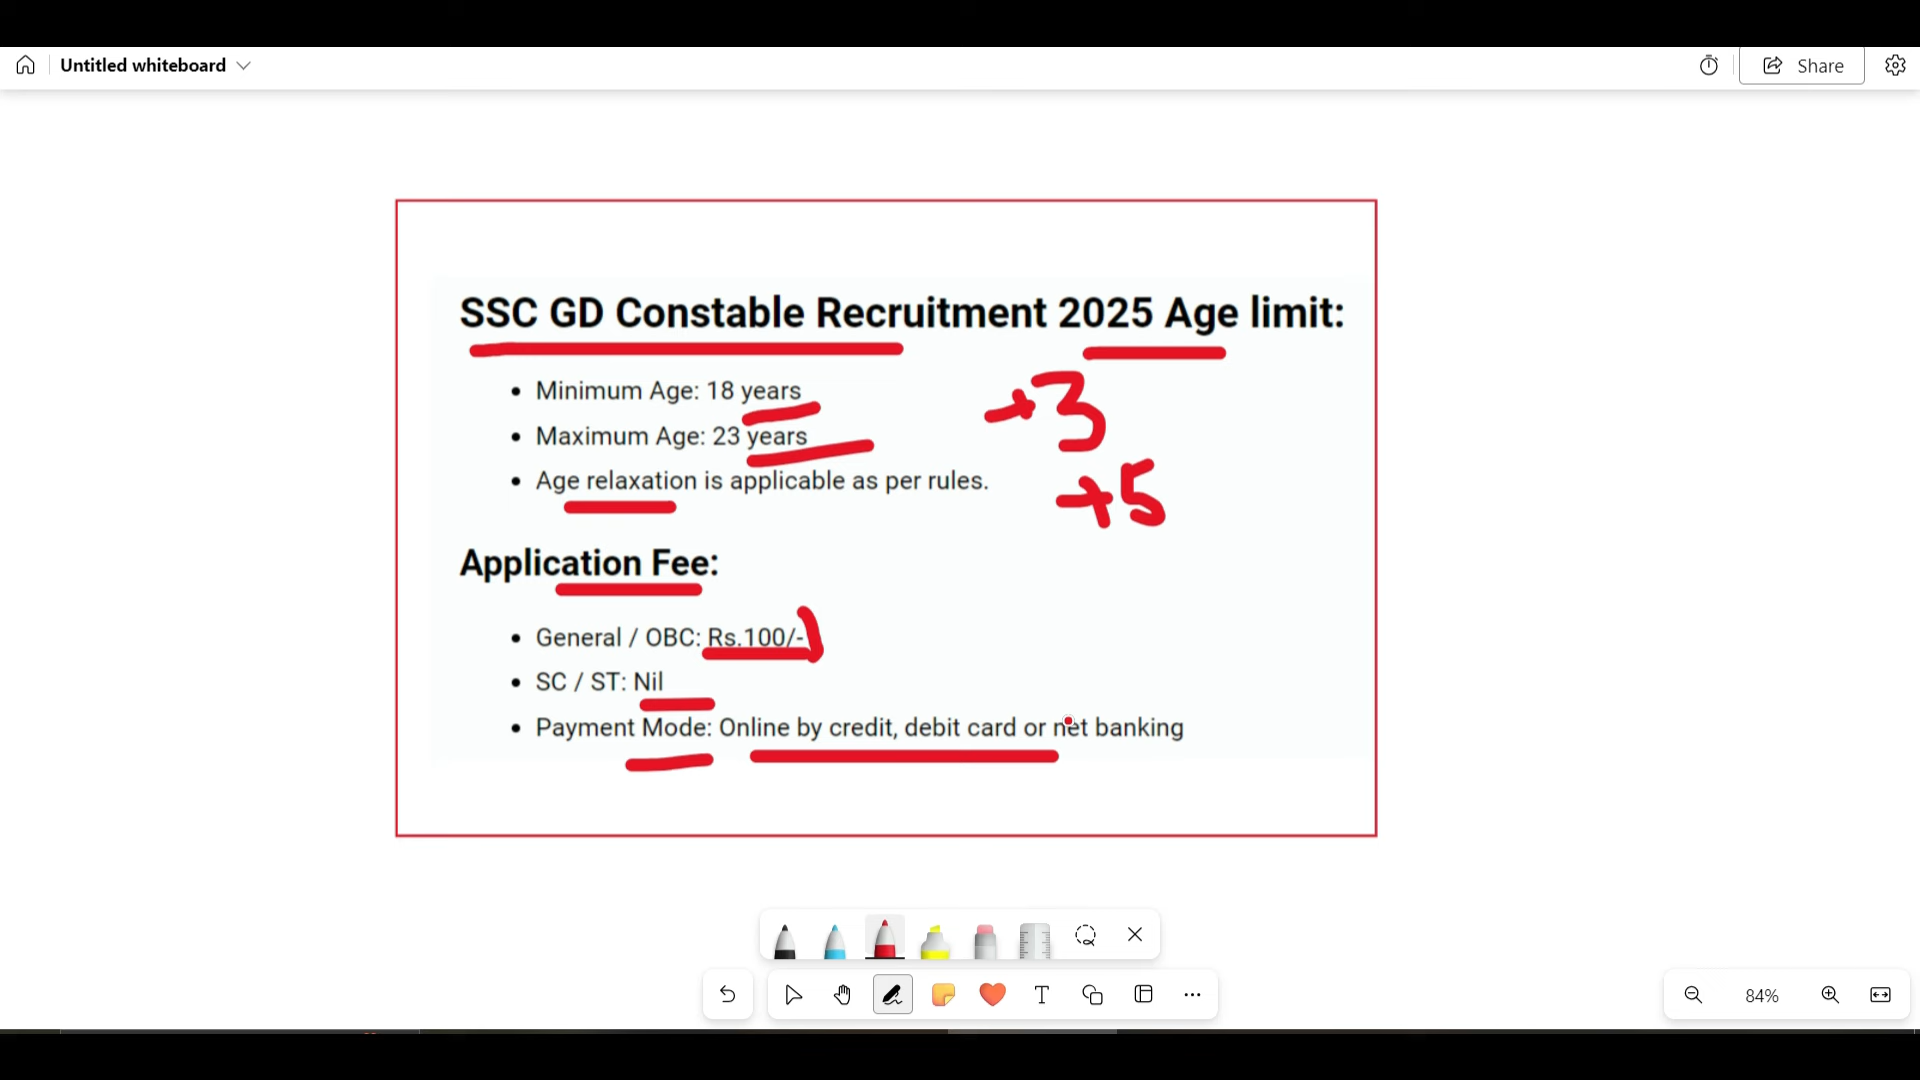 Untitled whiteboard
Share
SSC GD Constable Recruitment 2025 Age limit:
• Minimum Age: 18 years
+3
• Maximum Age: 23 years
• Age relaxation is applicable as per rules.
+5
Application Fee:
• General / OBC: Rs.100/-
• SC / ST: Nil
• Payment Mode: Online by credit, debit card or net banking
84%